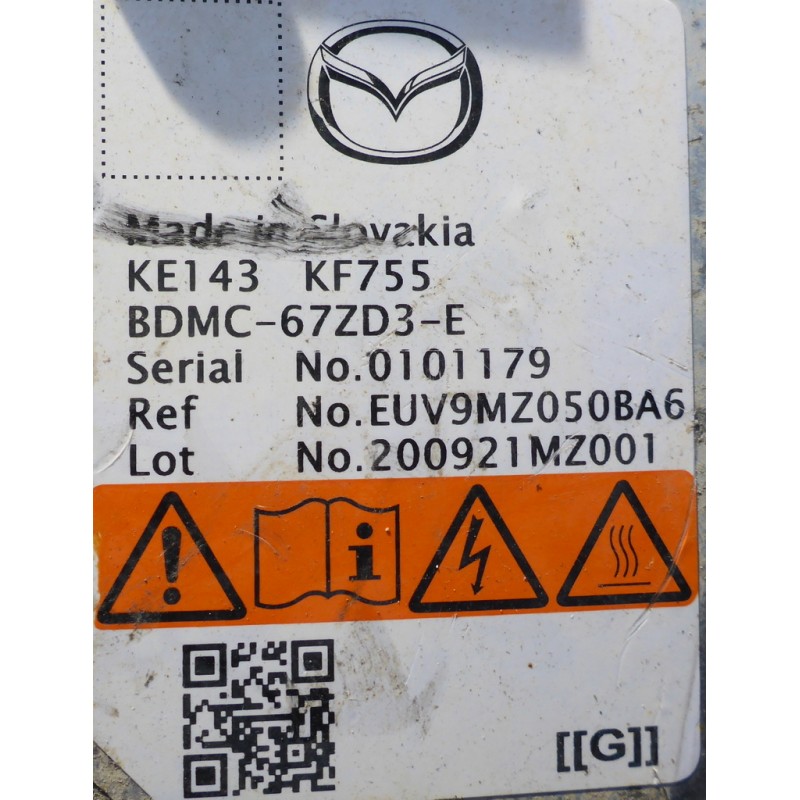 Made in Slovakia
KE143 KF755
BDMC-67ZD3-E
Serial No.0101179
Ref No.EUV9MZ050BA6
Lot No.200921MZ001
[[G]]